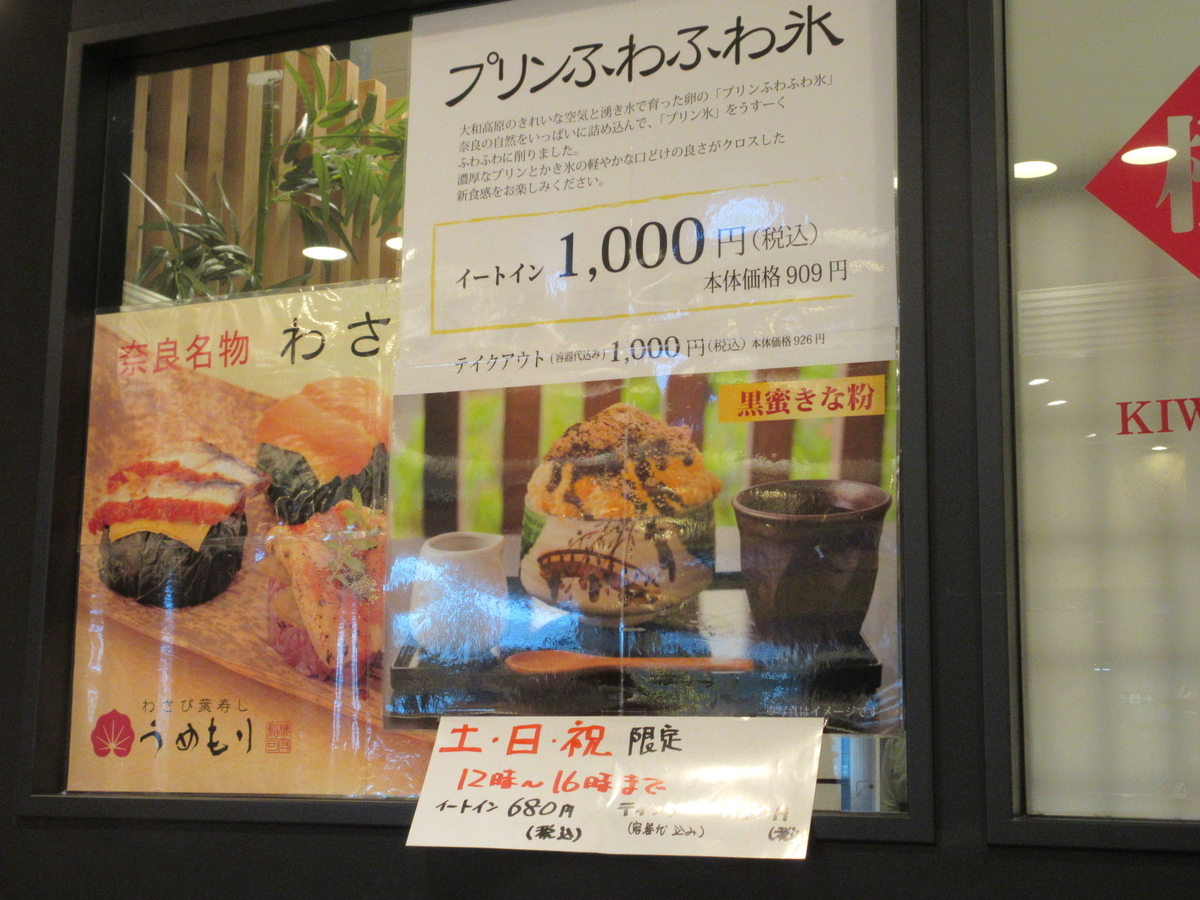 プリンふわふわ氷
大和高原のきれいな空気と湧き水で育った卵の「プリンふわふわ氷」
奈良の自然をいっぱいに詰め込んで、「プリン氷」をうすーく
ふわふわに削りました。
濃厚なプリンとかき氷の軽やかな口どけの良さがクロスした
新食感をお楽しみください。
イートイン 1,000円(税込)
本体価格909円
テイクアウト(容器代込み)1,000円(税込) 本体価格926円
黒蜜きな粉
※写真はイメージです
奈良名物 わさ
わさび葉寿し
うめもり
土・日・祝 限定
12時~16時まで
イートイン 680円
(税込)
(容器代込み)
KIW